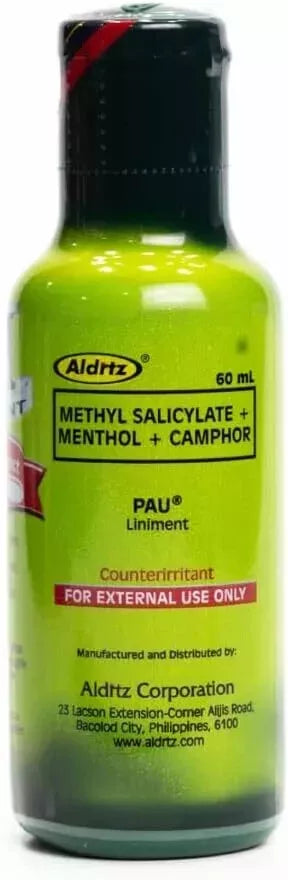 Aldrtz®
60 mL
METHYL SALICYLATE +
MENTHOL + CAMPHOR
PAU®
Liniment
Counterirritant
FOR EXTERNAL USE ONLY
Manufactured and Distributed by:
Aldrtz Corporation
23 Lacson Extension-Corner Alijis Road,
Bacolod City, Philippines, 6100
www.aldrtz.com